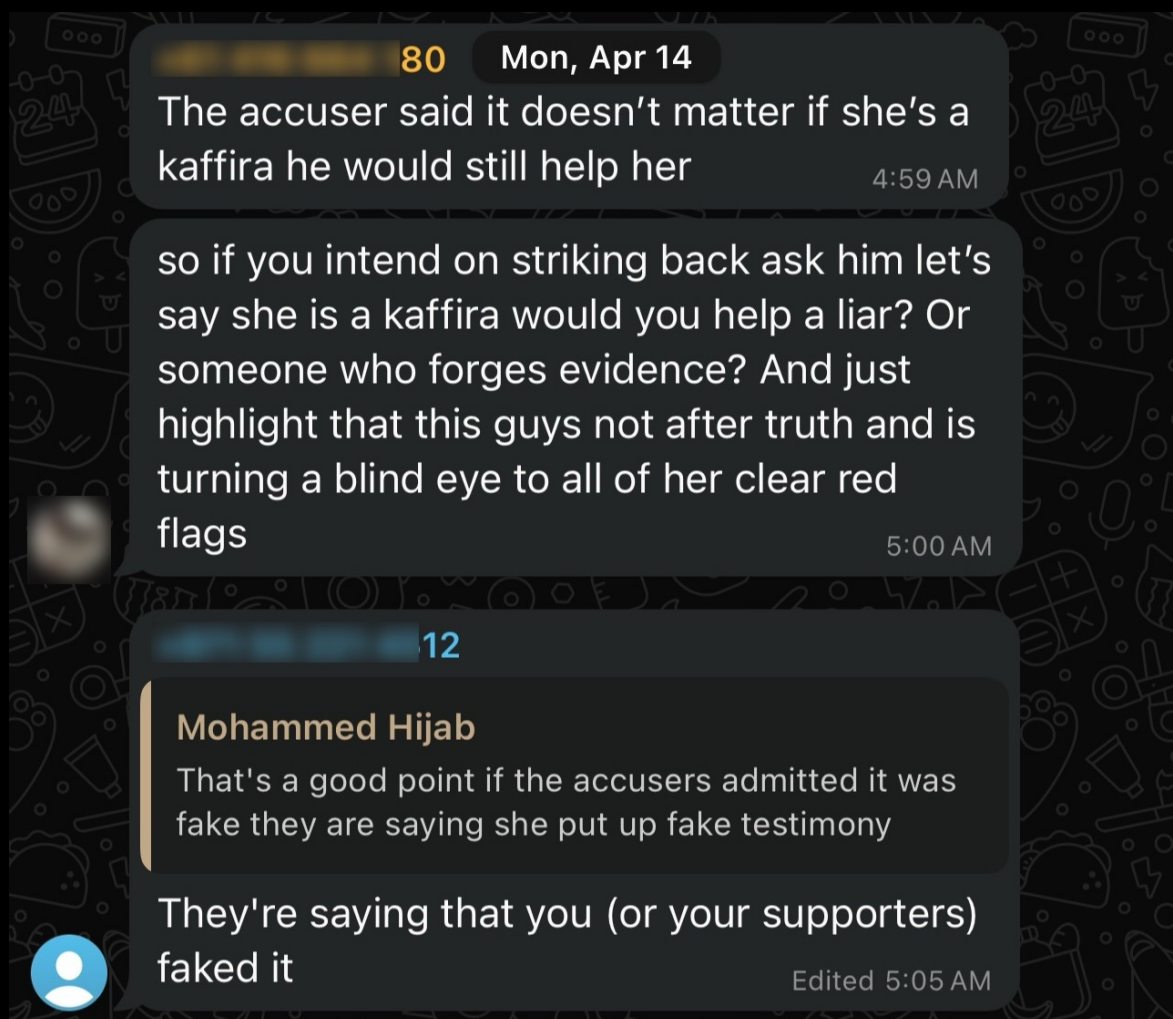 80
Mon, Apr 14
The accuser said it doesn’t matter if she’s a
kaffira he would still help her
4:59 AM
so if you intend on striking back ask him let’s
say she is a kaffira would you help a liar? Or
someone who forges evidence? And just
highlight that this guys not after truth and is
turning a blind eye to all of her clear red
flags
5:00 AM
12
Mohammed Hijab
That's a good point if the accusers admitted it was
fake they are saying she put up fake testimony
They're saying that you (or your supporters)
faked it
Edited 5:05 AM